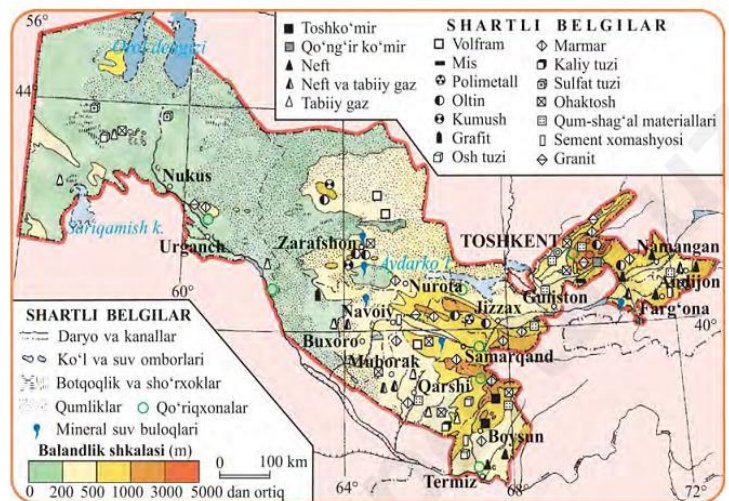 56°
Orol dengizi
44°
Nukus
Sariqamish k.
Urganch
60°
Zarafshon
Aydarko'l
Nurota
TOSHKENT
Namangan
Andijon
Guliston
Farg'ona
Navoiy
Jizzax
40°
Buxoro
Samarqand
Muborak
Qarshi
Boysun
Termiz
64°
68°
72°
SHARTLI BELGILAR
Toshko'mir
Qo'ng'ir ko'mir
Neft
Neft va tabiiy gaz
Tabiiy gaz
Volfram
Mis
Polimetall
Oltin
Kumush
Grafit
Osh tuzi
Marmar
Kaliy tuzi
Sulfat tuzi
Ohaktosh
Qum-shag'al materiallari
Sement xomashyosi
Granit
SHARTLI BELGILAR
Daryo va kanallar
Ko'l va suv omborlari
Botqoqlik va sho'rxoklar
Qumliklar
Qo'riqxonalar
Mineral suv buloqlari
Balandlik shkalasi (m)
0 200 500 1000 3000 5000 dan ortiq
0 100 km